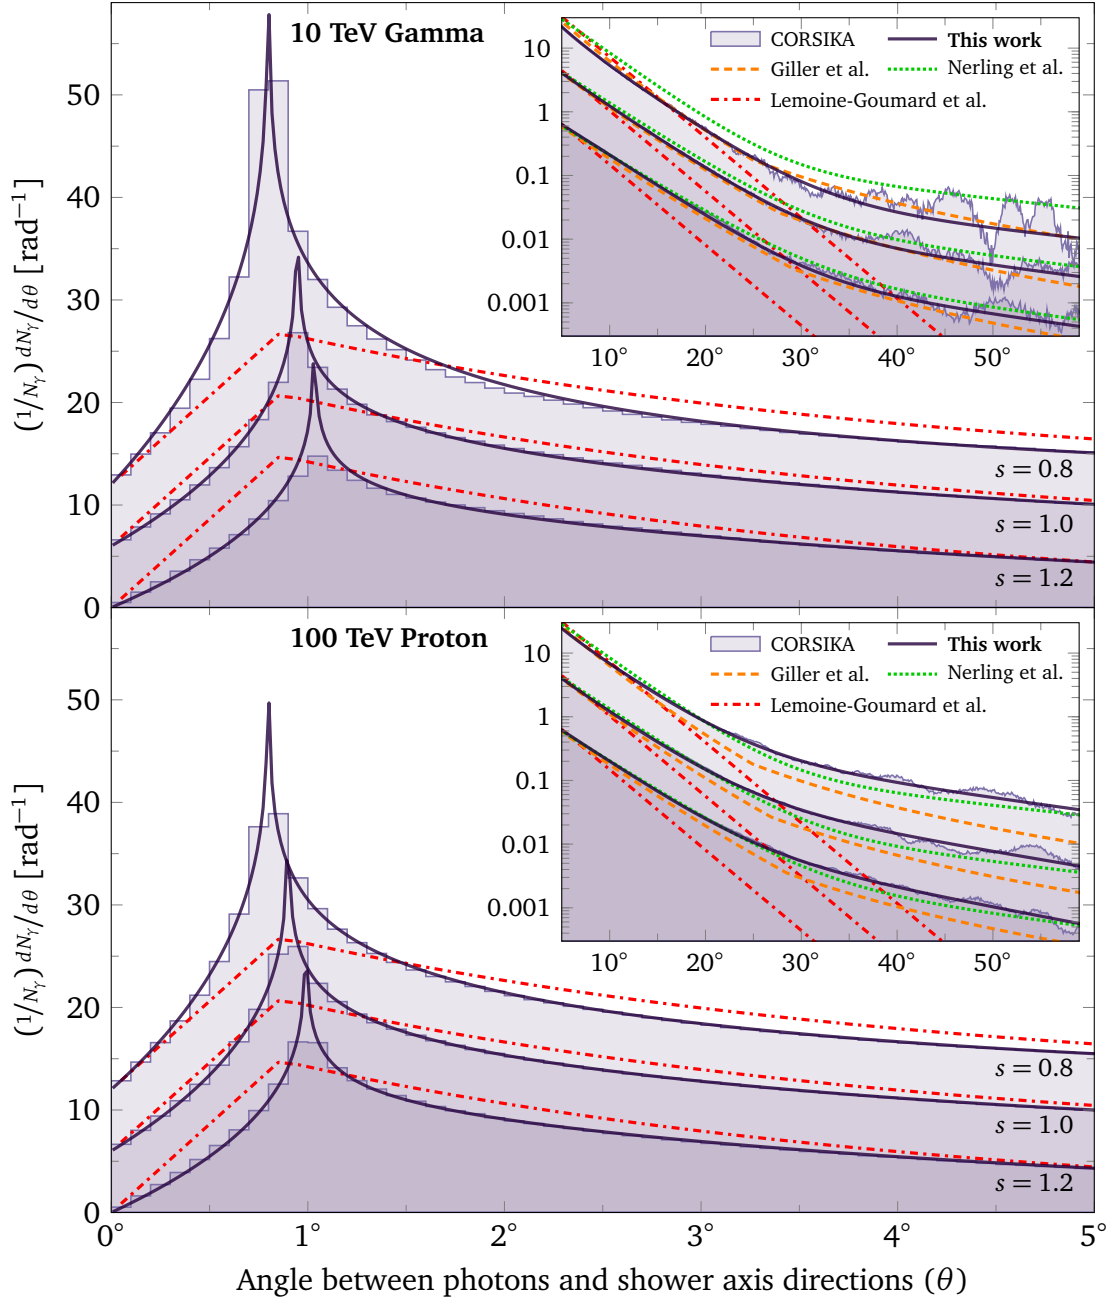 10 TeV Gamma
50
40
30
20
10
0
(1/Nγ) dNγ/dθ [rad⁻¹]
CORSIKA
This work
Giller et al.
Nerling et al.
Lemoine-Goumard et al.
10
1
0.1
0.01
0.001
10° 20° 30° 40° 50°
s = 0.8
s = 1.0
s = 1.2
100 TeV Proton
50
40
30
20
10
0
(1/Nγ) dNγ/dθ [rad⁻¹]
CORSIKA
This work
Giller et al.
Nerling et al.
Lemoine-Goumard et al.
10
1
0.1
0.01
0.001
10° 20° 30° 40° 50°
s = 0.8
s = 1.0
s = 1.2
0° 1° 2° 3° 4° 5°
Angle between photons and shower axis directions (θ)